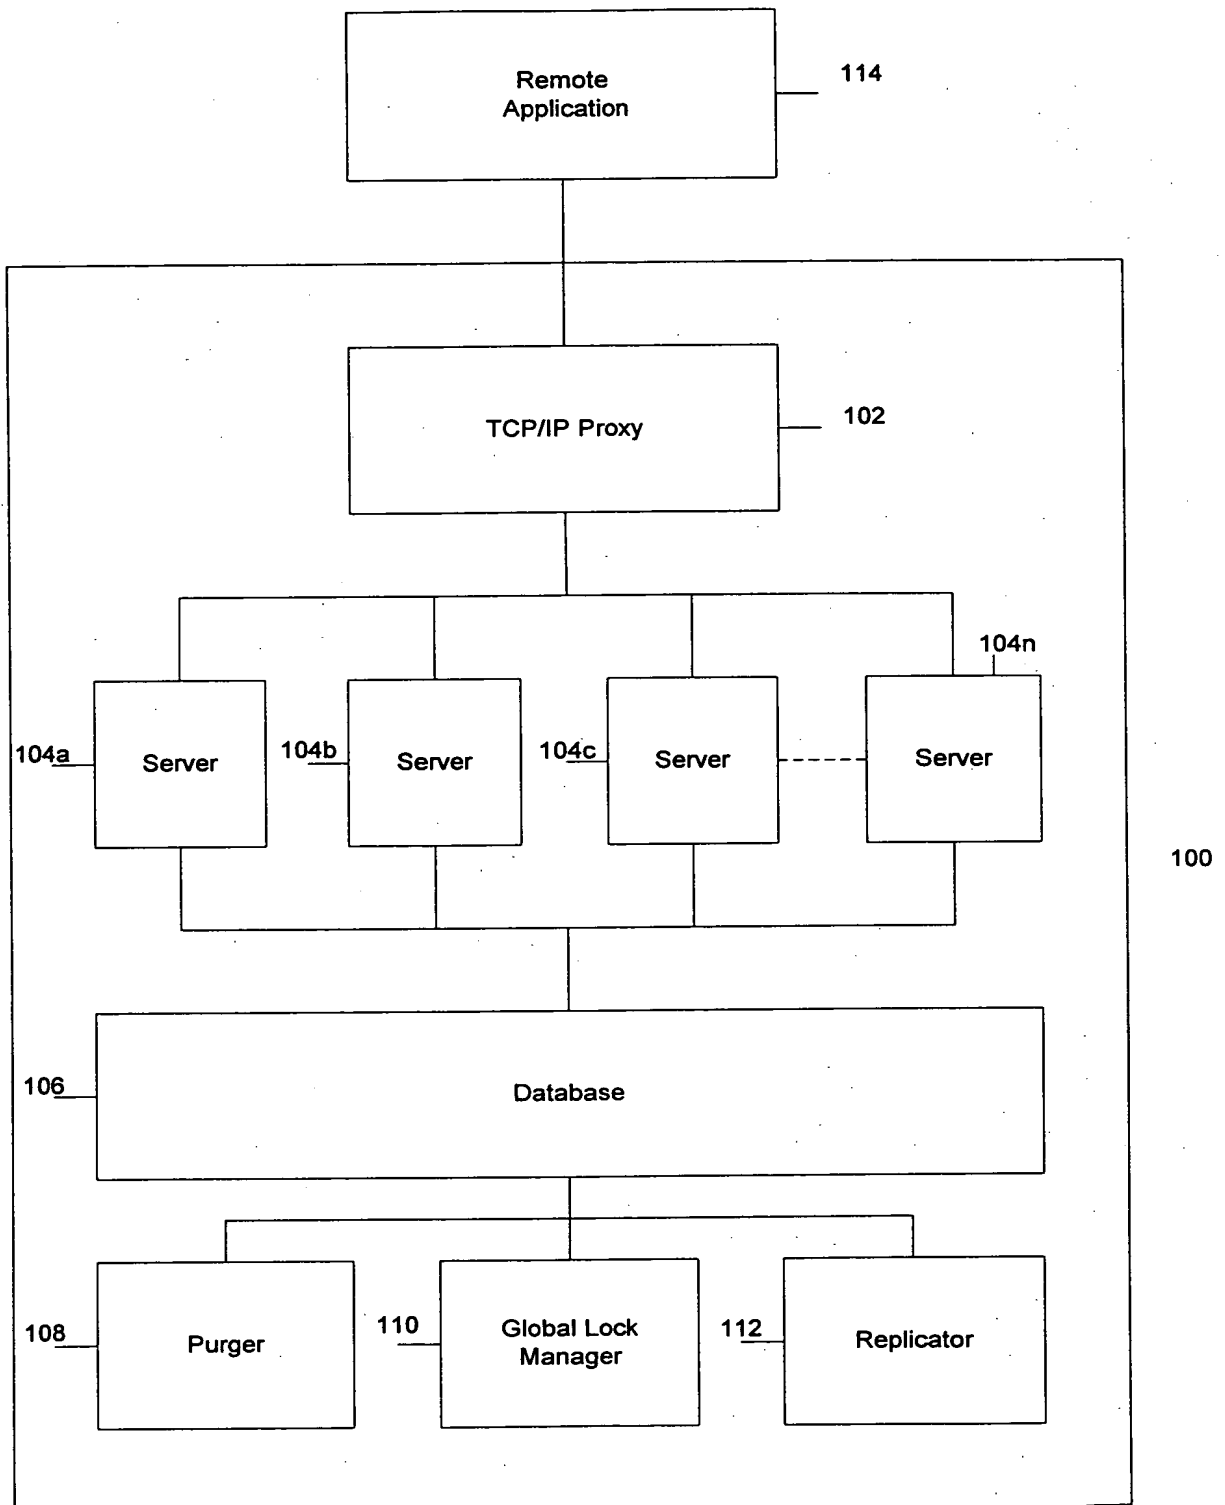 Remote
Application
114
TCP/IP Proxy
102
104n
104a
Server
104b
Server
104c
Server
Server
100
106
Database
108
Purger
110
Global Lock
Manager
112
Replicator